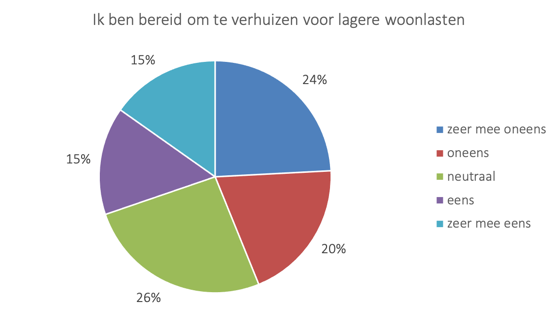 Ik ben bereid om te verhuizen voor lagere woonlasten
15%
24%
15%
20%
26%
zeer mee oneens
oneens
neutraal
eens
zeer mee eens